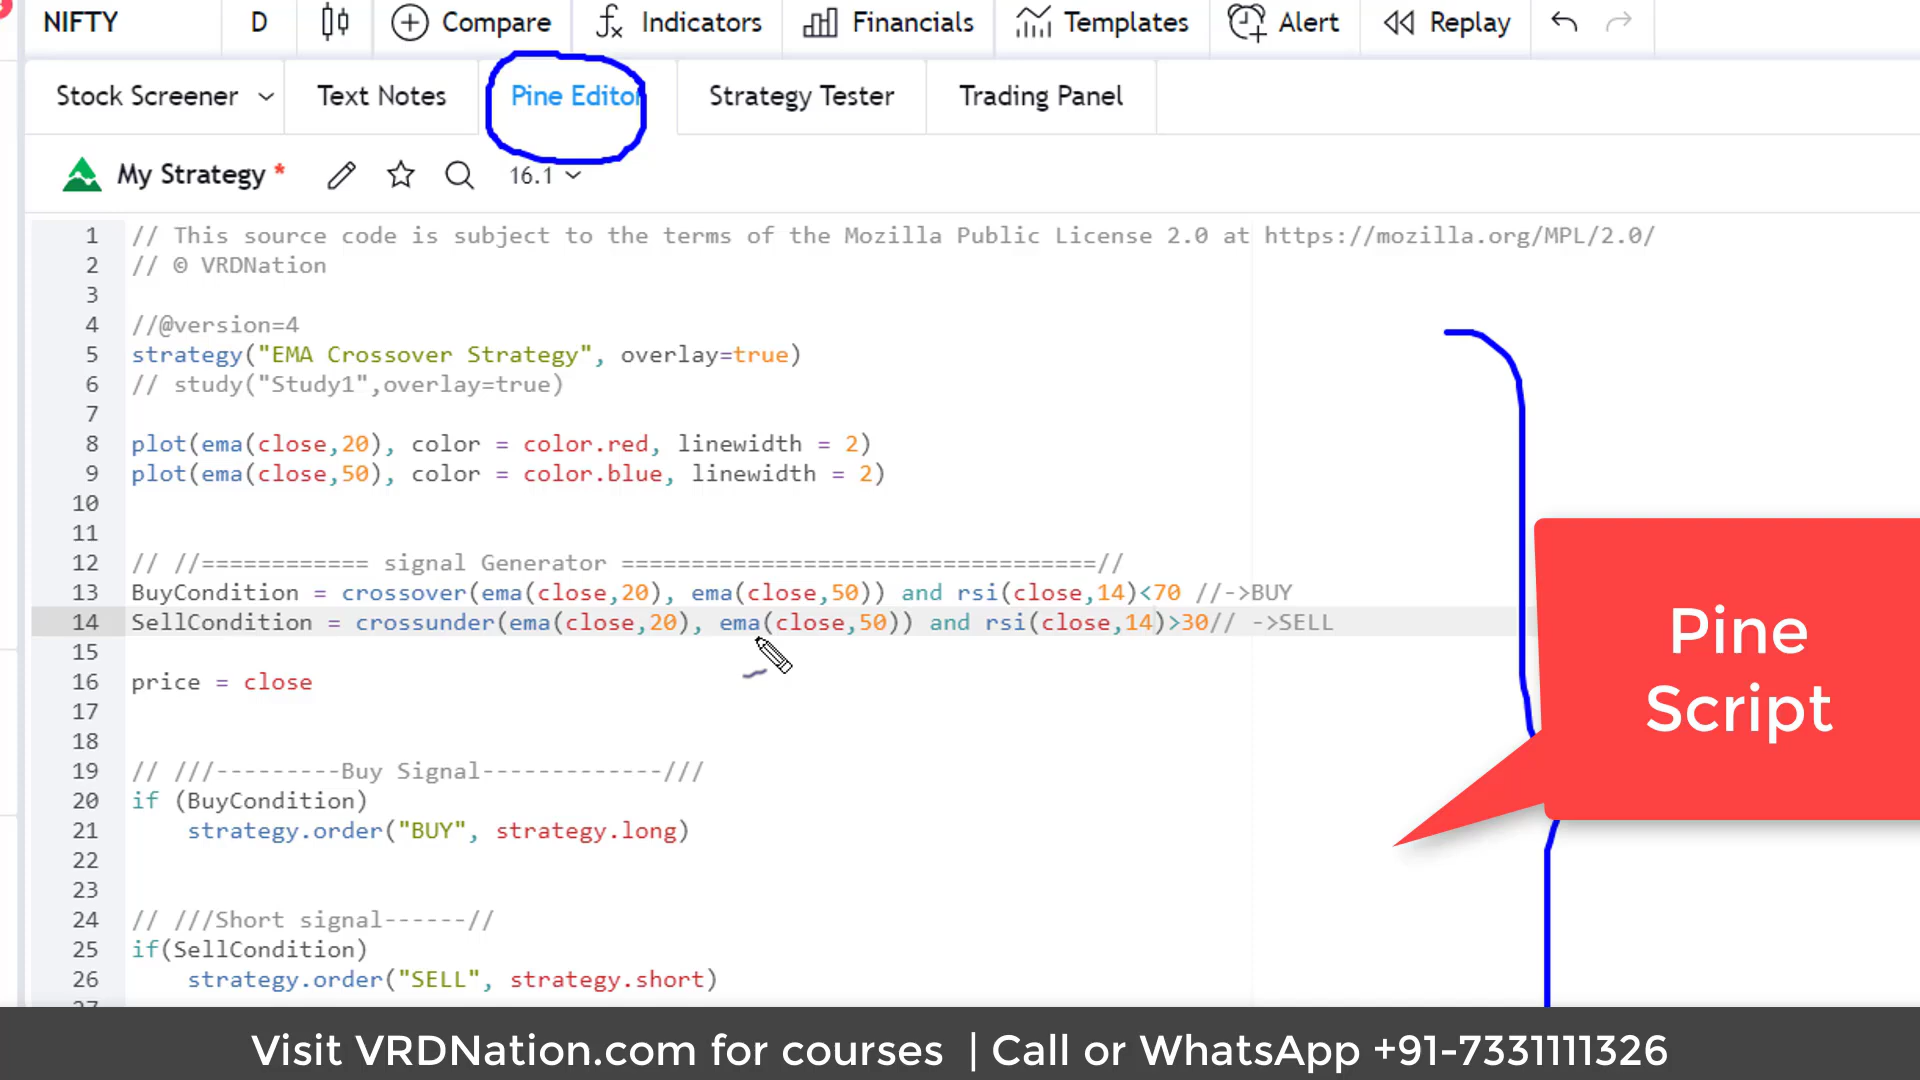 NIFTY D Compare Indicators Financials Templates Alert Replay
Stock Screener Text Notes Pine Editor Strategy Tester Trading Panel
My Strategy * 16.1
1 // This source code is subject to the terms of the Mozilla Public License 2.0 at https://mozilla.org/MPL/2.0/
2 // © VRDNation
3
4 //@version=4
5 strategy("EMA Crossover Strategy", overlay=true)
6 // study("Study1",overlay=true)
7
8 plot(ema(close,20), color = color.red, linewidth = 2)
9 plot(ema(close,50), color = color.blue, linewidth = 2)
10
11
12 // //============ signal Generator ==================================//
13 BuyCondition = crossover(ema(close,20), ema(close,50)) and rsi(close,14)<70 //->BUY
14 SellCondition = crossunder(ema(close,20), ema(close,50)) and rsi(close,14)>30// ->SELL
15
16 price = close
17
18
19 // ///---------Buy Signal-------------///
20 if (BuyCondition)
21 strategy.order("BUY", strategy.long)
22
23
24 // ///Short signal------//
25 if(SellCondition)
26 strategy.order("SELL", strategy.short)
Pine
Script
Visit VRDNation.com for courses | Call or WhatsApp +91-7331111326